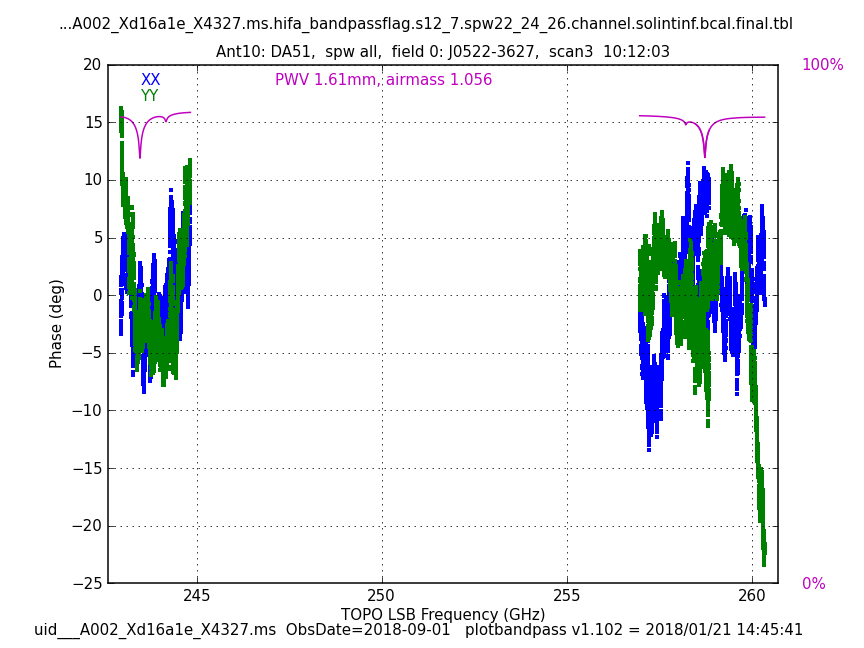 ...A002_Xd16a1e_X4327.ms.hifa_bandpassflag.s12_7.spw22_24_26.channel.solintinf.bcal.final.tbl
Ant10: DA51,  spw all,  field 0: J0522-3627,  scan3  10:12:03
20
100%
XX
PWV 1.61mm, airmass 1.056
YY
15
10
5
0
Phase (deg)
−5
−10
−15
−20
−25
0%
245
250
255
260
TOPO LSB Frequency (GHz)
uid___A002_Xd16a1e_X4327.ms  ObsDate=2018-09-01   plotbandpass v1.102 = 2018/01/21 14:45:41